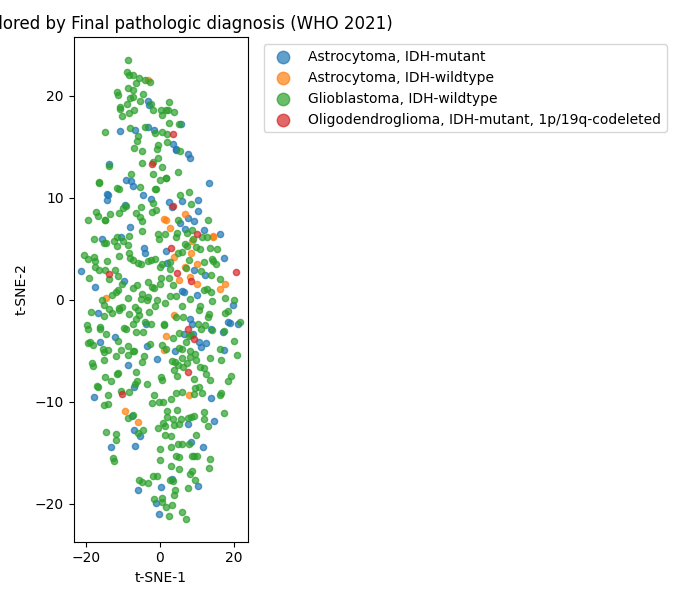 lored by Final pathologic diagnosis (WHO 2021)
Astrocytoma, IDH-mutant
Astrocytoma, IDH-wildtype
Glioblastoma, IDH-wildtype
Oligodendroglioma, IDH-mutant, 1p/19q-codeleted
t-SNE-2
20
10
0
−10
−20
−20 0 20
t-SNE-1